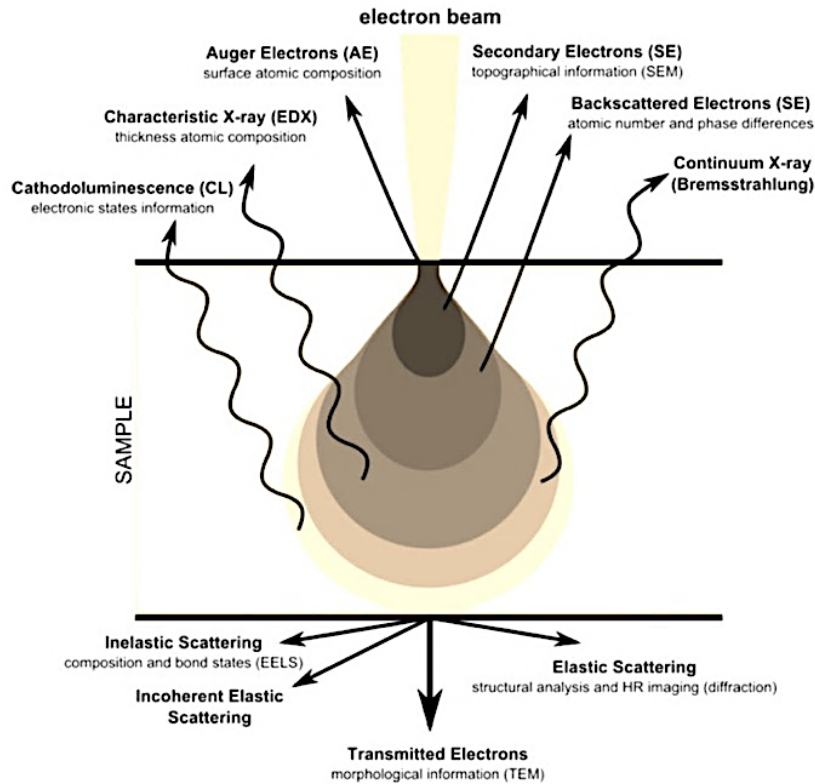 electron beam
Auger Electrons (AE)
surface atomic composition
Secondary Electrons (SE)
topographical information (SEM)
Characteristic X-ray (EDX)
thickness atomic composition
Backscattered Electrons (SE)
atomic number and phase differences
Cathodoluminescence (CL)
electronic states information
Continuum X-ray
(Bremsstrahlung)
SAMPLE
Inelastic Scattering
composition and bond states (EELS)
Incoherent Elastic
Scattering
Elastic Scattering
structural analysis and HR imaging (diffraction)
Transmitted Electrons
morphological information (TEM)